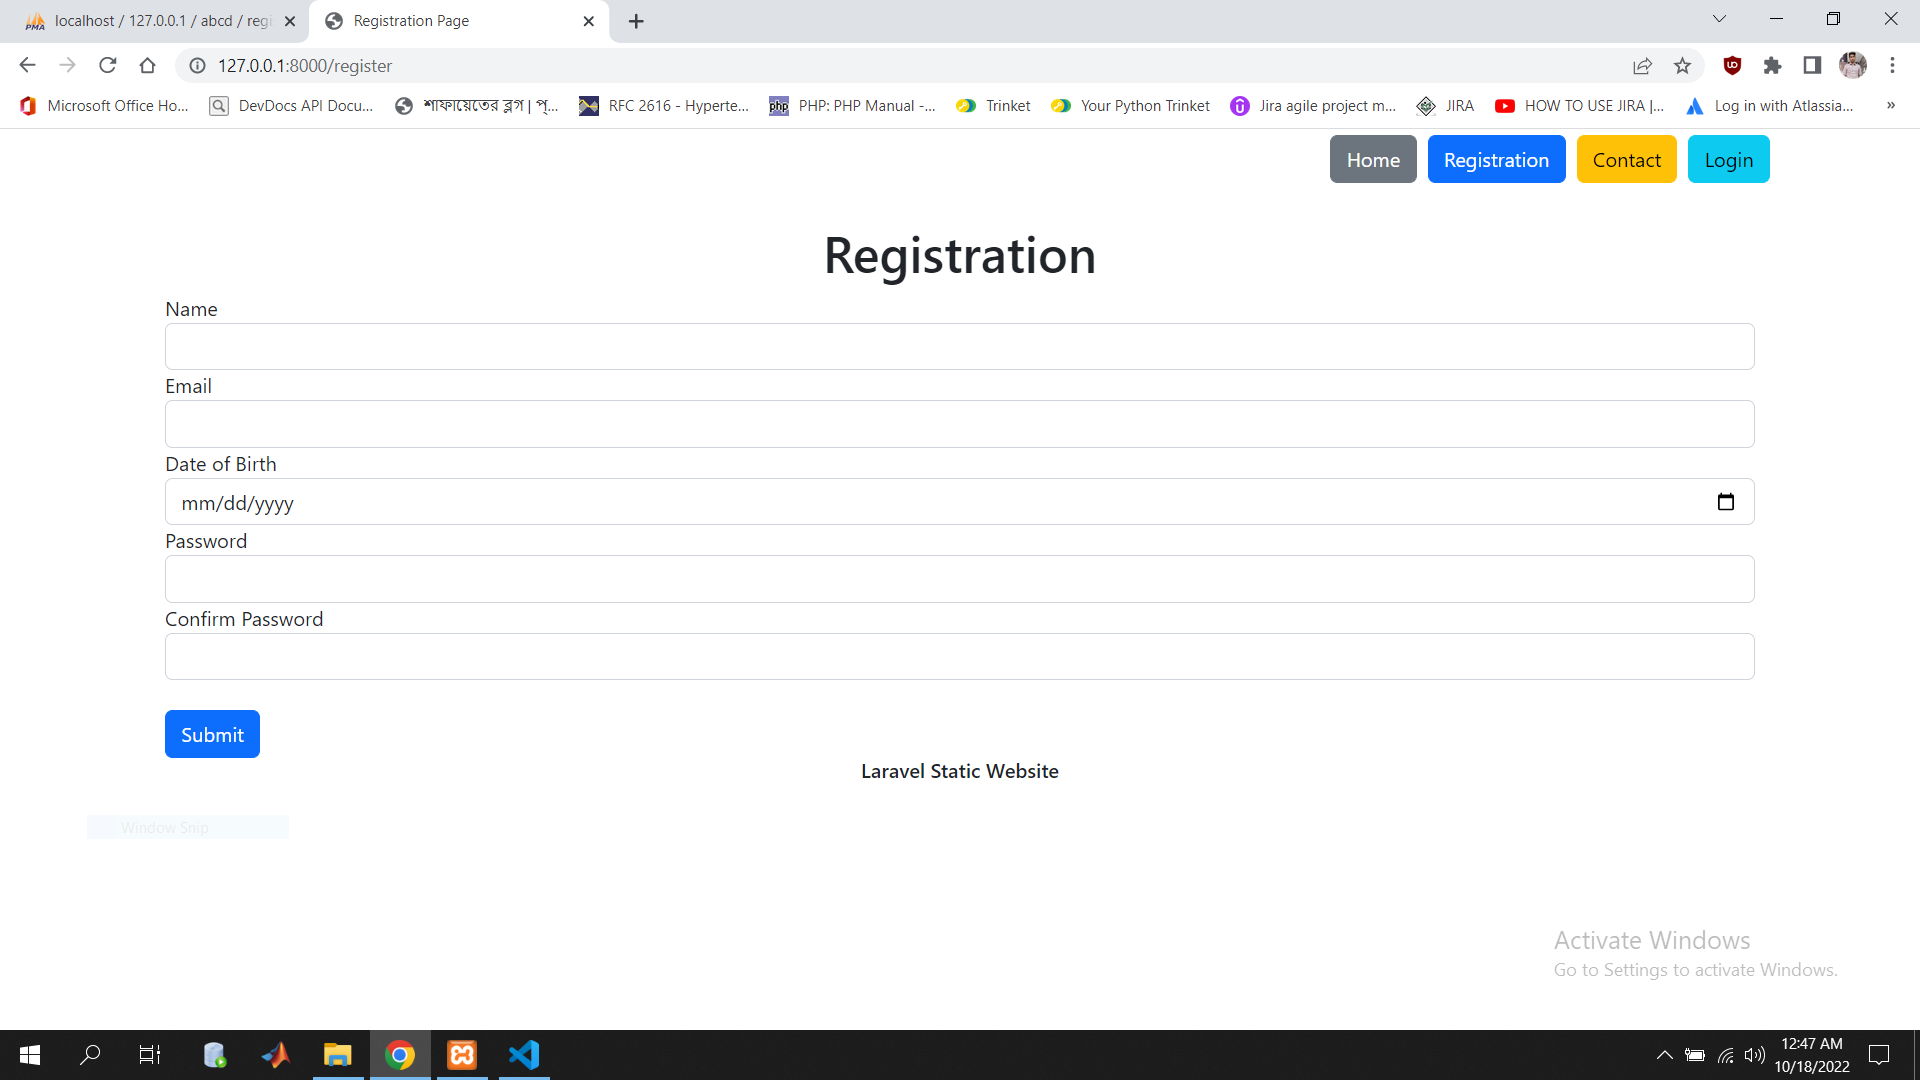 localhost / 127.0.0.1 / abcd / regi
Registration Page
127.0.0.1:8000/register
Microsoft Office Ho...
DevDocs API Docu...
শাফায়েতের ব্লগ | প্...
RFC 2616 - Hyperte...
PHP: PHP Manual -...
Trinket
Your Python Trinket
Jira agile project m...
JIRA
HOW TO USE JIRA |...
Log in with Atlassia...
»
Home
Registration
Contact
Login
Registration
Name
Email
Date of Birth
mm/dd/yyyy
Password
Confirm Password
Submit
Laravel Static Website
Window Snip
Activate Windows
Go to Settings to activate Windows.
12:47 AM
10/18/2022